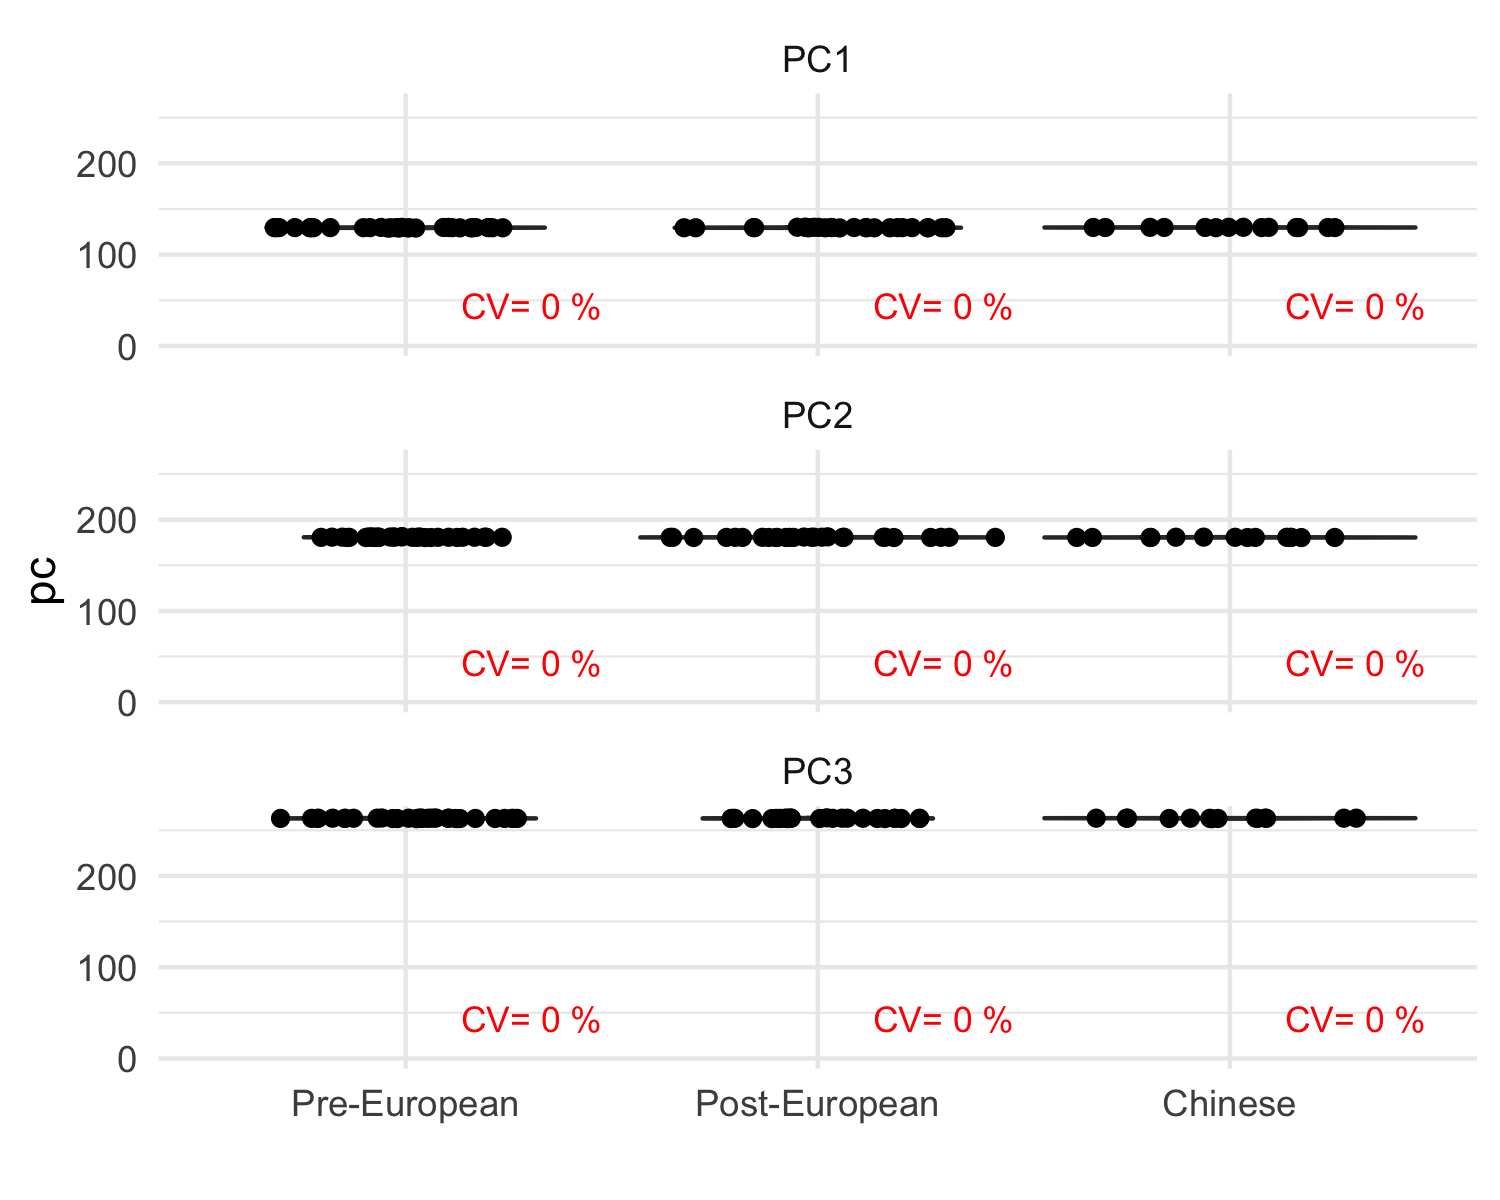 PC1
200
100
0
CV= 0 %
CV= 0 %
CV= 0 %
PC2
pc
200
100
0
CV= 0 %
CV= 0 %
CV= 0 %
PC3
200
100
0
CV= 0 %
CV= 0 %
CV= 0 %
Pre-European
Post-European
Chinese